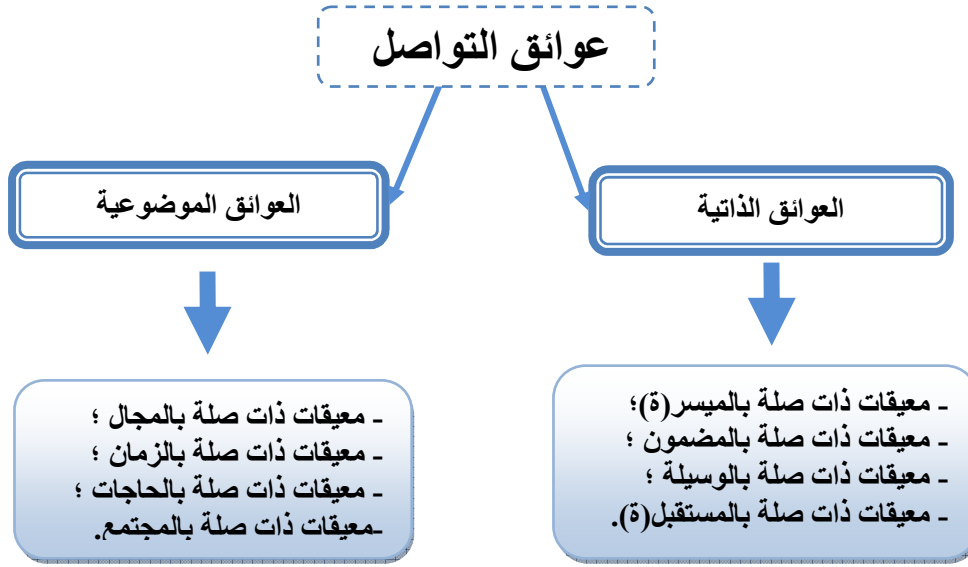 عوائق التواصل
العوائق الذاتية
العوائق الموضوعية
- معيقات ذات صلة بالميسر(ة)؛
- معيقات ذات صلة بالمضمون ؛
- معيقات ذات صلة بالوسيلة ؛
- معيقات ذات صلة بالمستقبل(ة).
- معيقات ذات صلة بالمجال ؛
- معيقات ذات صلة بالزمان ؛
- معيقات ذات صلة بالحاجات ؛
-معيقات ذات صلة بالمجتمع.